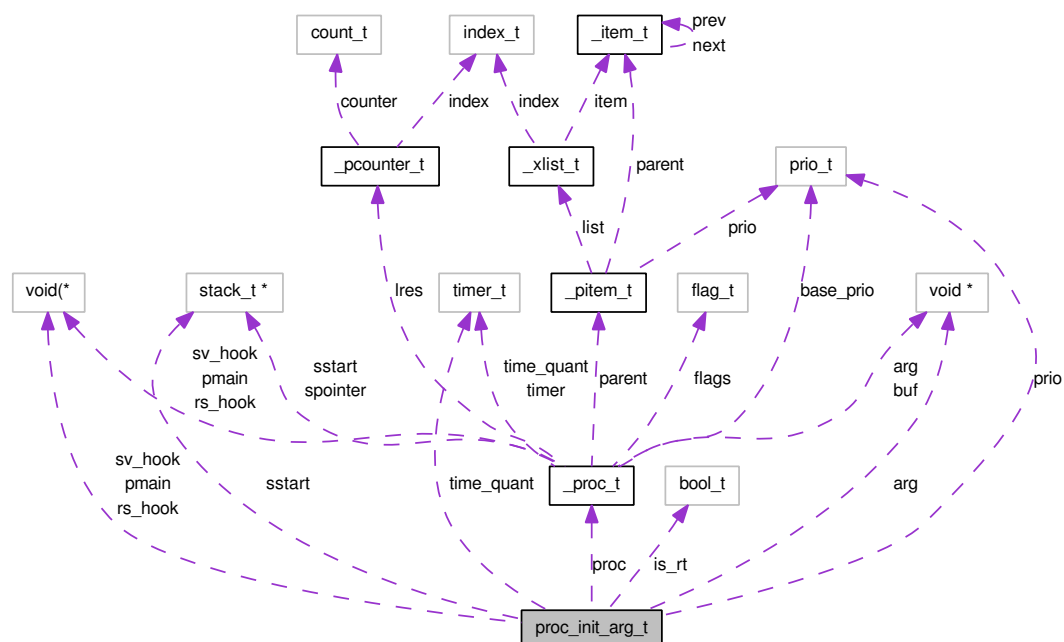 count_t
index_t
_item_t
prev
next
counter
index
index
item
_pcounter_t
_xlist_t
parent
prio_t
list
prio
void(*
stack_t *
lres
timer_t
_pitem_t
flag_t
base_prio
void *
sv_hook
pmain
rs_hook
sstart
spointer
time_quant
timer
parent
flags
arg
buf
prio
sv_hook
pmain
rs_hook
sstart
time_quant
_proc_t
bool_t
arg
proc
is_rt
proc_init_arg_t